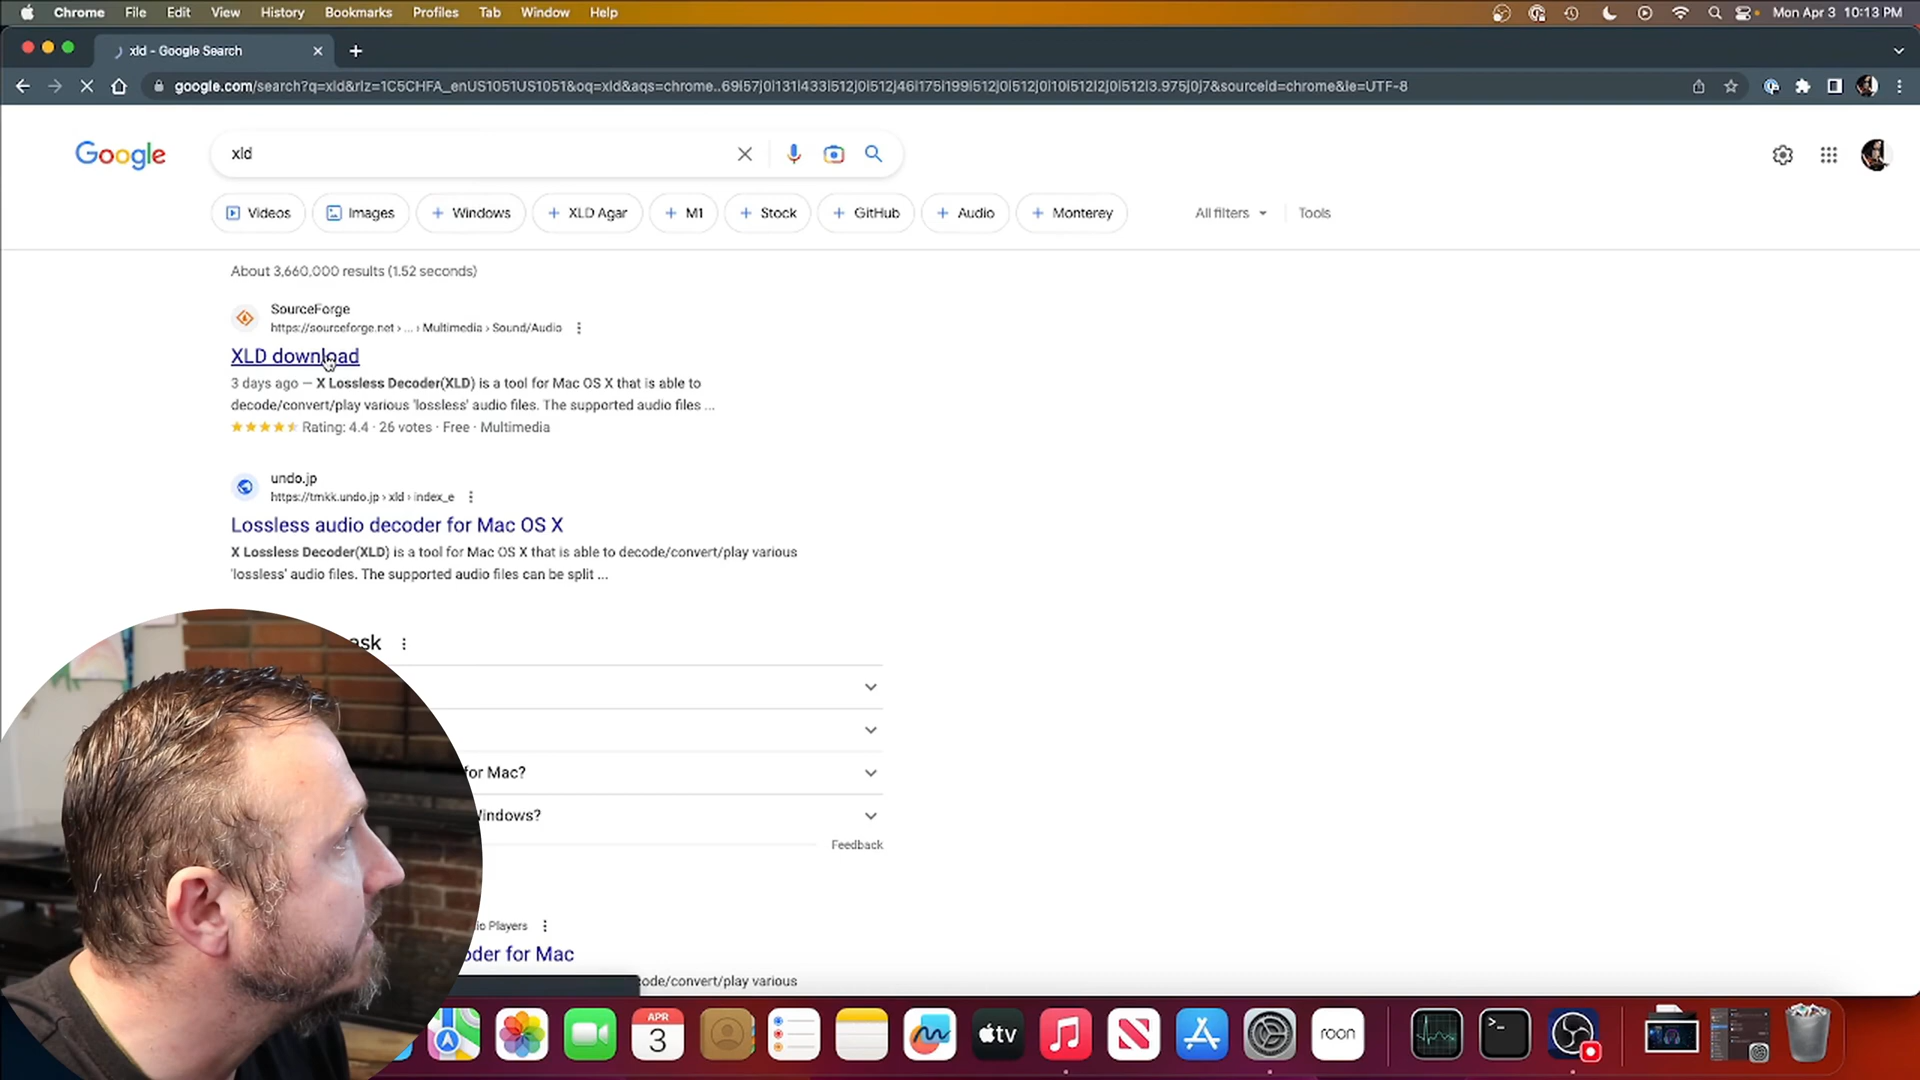 Chrome File Edit View History Bookmarks Profiles Tab Window Help Mon Apr 3 10:13 PM
xld - Google Search
google.com/search?q=xld&rlz=1C5CHFA_enUS1051US1051&oq=xld&aqs=chrome..69i57j0i131i433i512j0i512j46i175i199i512j0i512j0i10i512l2j0i512l3.975j0j7&sourceid=chrome&ie=UTF-8
Google
xld
Videos Images + Windows + XLD Agar + M1 + Stock + GitHub + Audio + Monterey All filters Tools
About 3,660,000 results (1.52 seconds)
SourceForge
https://sourceforge.net › ... › Multimedia › Sound/Audio
XLD download
3 days ago — X Lossless Decoder(XLD) is a tool for Mac OS X that is able to
decode/convert/play various 'lossless' audio files. The supported audio files ...
Rating: 4.4 · 26 votes · Free · Multimedia
undo.jp
https://tmkk.undo.jp › xld › index_e
Lossless audio decoder for Mac OS X
X Lossless Decoder(XLD) is a tool for Mac OS X that is able to decode/convert/play various
'lossless' audio files. The supported audio files can be split ...
ask
for Mac?
Windows?
Feedback
io Players
oder for Mac
code/convert/play various
APR
3
tv
roon